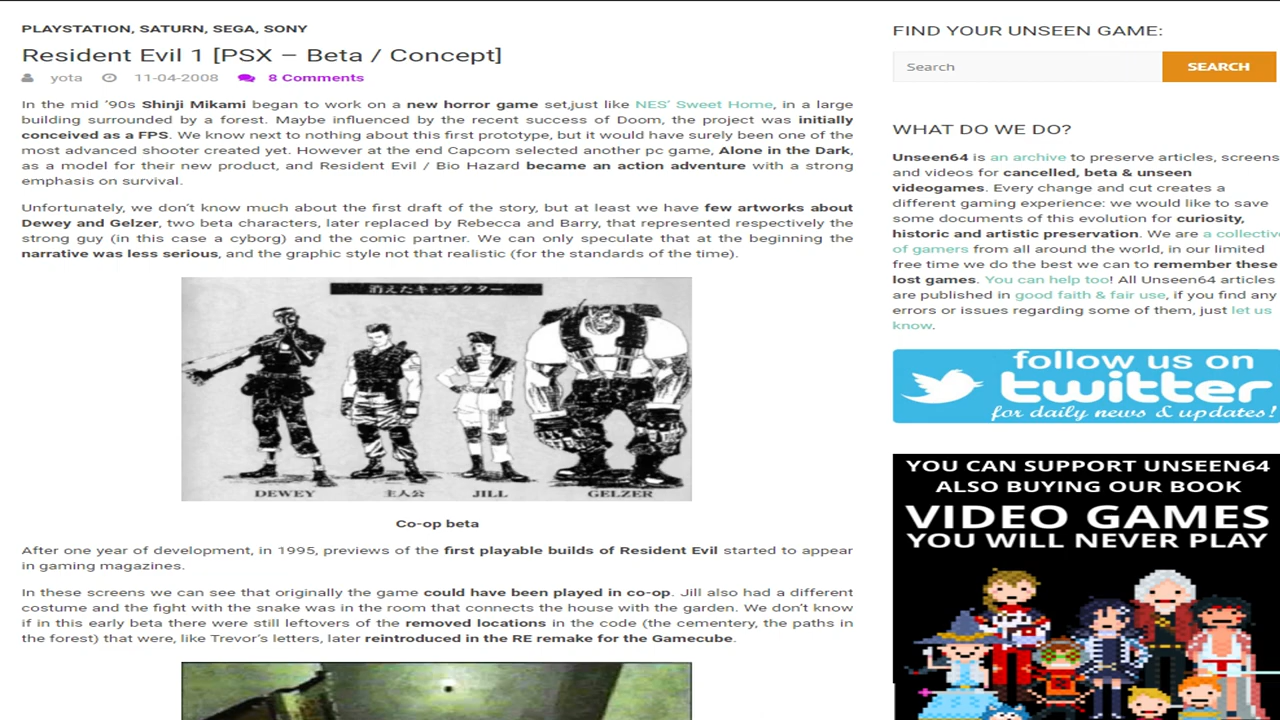 PLAYSTATION, SATURN, SEGA, SONY
Resident Evil 1 [PSX – Beta / Concept]
yota 11-04-2008 8 Comments
In the mid '90s Shinji Mikami began to work on a new horror game set,just like NES' Sweet Home, in a large
building surrounded by a forest. Maybe influenced by the recent success of Doom, the project was initially
conceived as a FPS. We know next to nothing about this first prototype, but it would have surely been one of the
most advanced shooter created yet. However at the end Capcom selected another pc game, Alone in the Dark,
as a model for their new product, and Resident Evil / Bio Hazard became an action adventure with a strong
emphasis on survival.
Unfortunately, we don't know much about the first draft of the story, but at least we have few artworks about
Dewey and Gelzer, two beta characters, later replaced by Rebecca and Barry, that represented respectively the
strong guy (in this case a cyborg) and the comic partner. We can only speculate that at the beginning the
narrative was less serious, and the graphic style not that realistic (for the standards of the time).
消えたキャラクター
DEWEY 主人公 JILL GELZER
Co-op beta
After one year of development, in 1995, previews of the first playable builds of Resident Evil started to appear
in gaming magazines.
In these screens we can see that originally the game could have been played in co-op. Jill also had a different
costume and the fight with the snake was in the room that connects the house with the garden. We don't know
if in this early beta there were still leftovers of the removed locations in the code (the cementery, the paths in
the forest) that were, like Trevor's letters, later reintroduced in the RE remake for the Gamecube.
FIND YOUR UNSEEN GAME:
Search SEARCH
WHAT DO WE DO?
Unseen64 is an archive to preserve articles, screens
and videos for cancelled, beta & unseen
videogames. Every change and cut creates a
different gaming experience: we would like to save
some documents of this evolution for curiosity,
historic and artistic preservation. We are a collective
of gamers from all around the world, in our limited
free time we do the best we can to remember these
lost games. You can help too! All Unseen64 articles
are published in good faith & fair use, if you find any
errors or issues regarding some of them, just let us
know.
follow us on
twitter
for daily news & updates!
YOU CAN SUPPORT UNSEEN64
ALSO BUYING OUR BOOK
VIDEO GAMES
YOU WILL NEVER PLAY